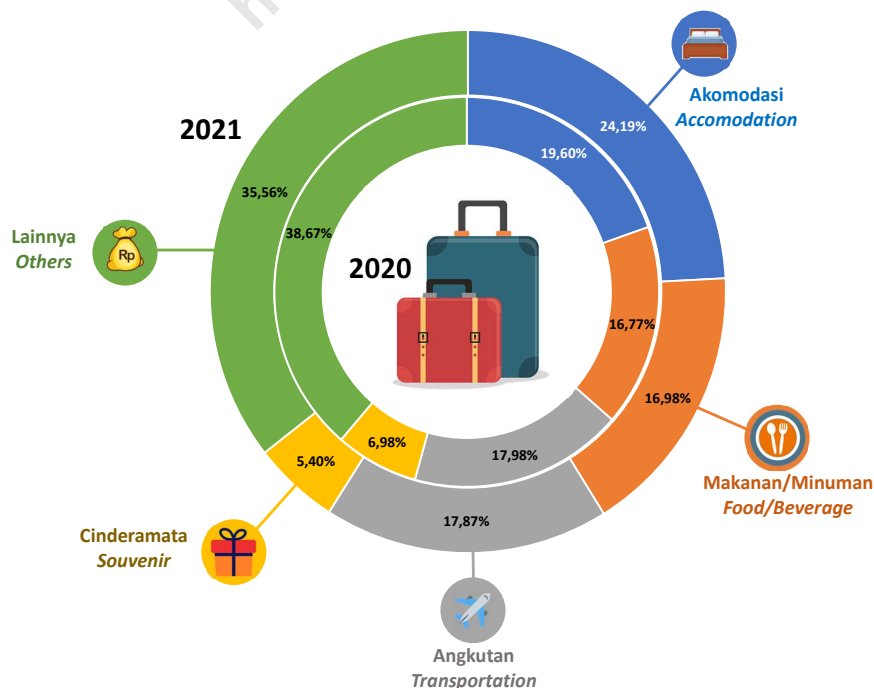 Akomodasi
Accomodation
2021
24,19%
19,60%
35,56%
38,67%
Lainnya
Others
Rp
2020
16,77%
16,98%
6,98%
17,98%
5,40%
Makanan/Minuman
Food/Beverage
17,87%
Cinderamata
Souvenir
Angkutan
Transportation